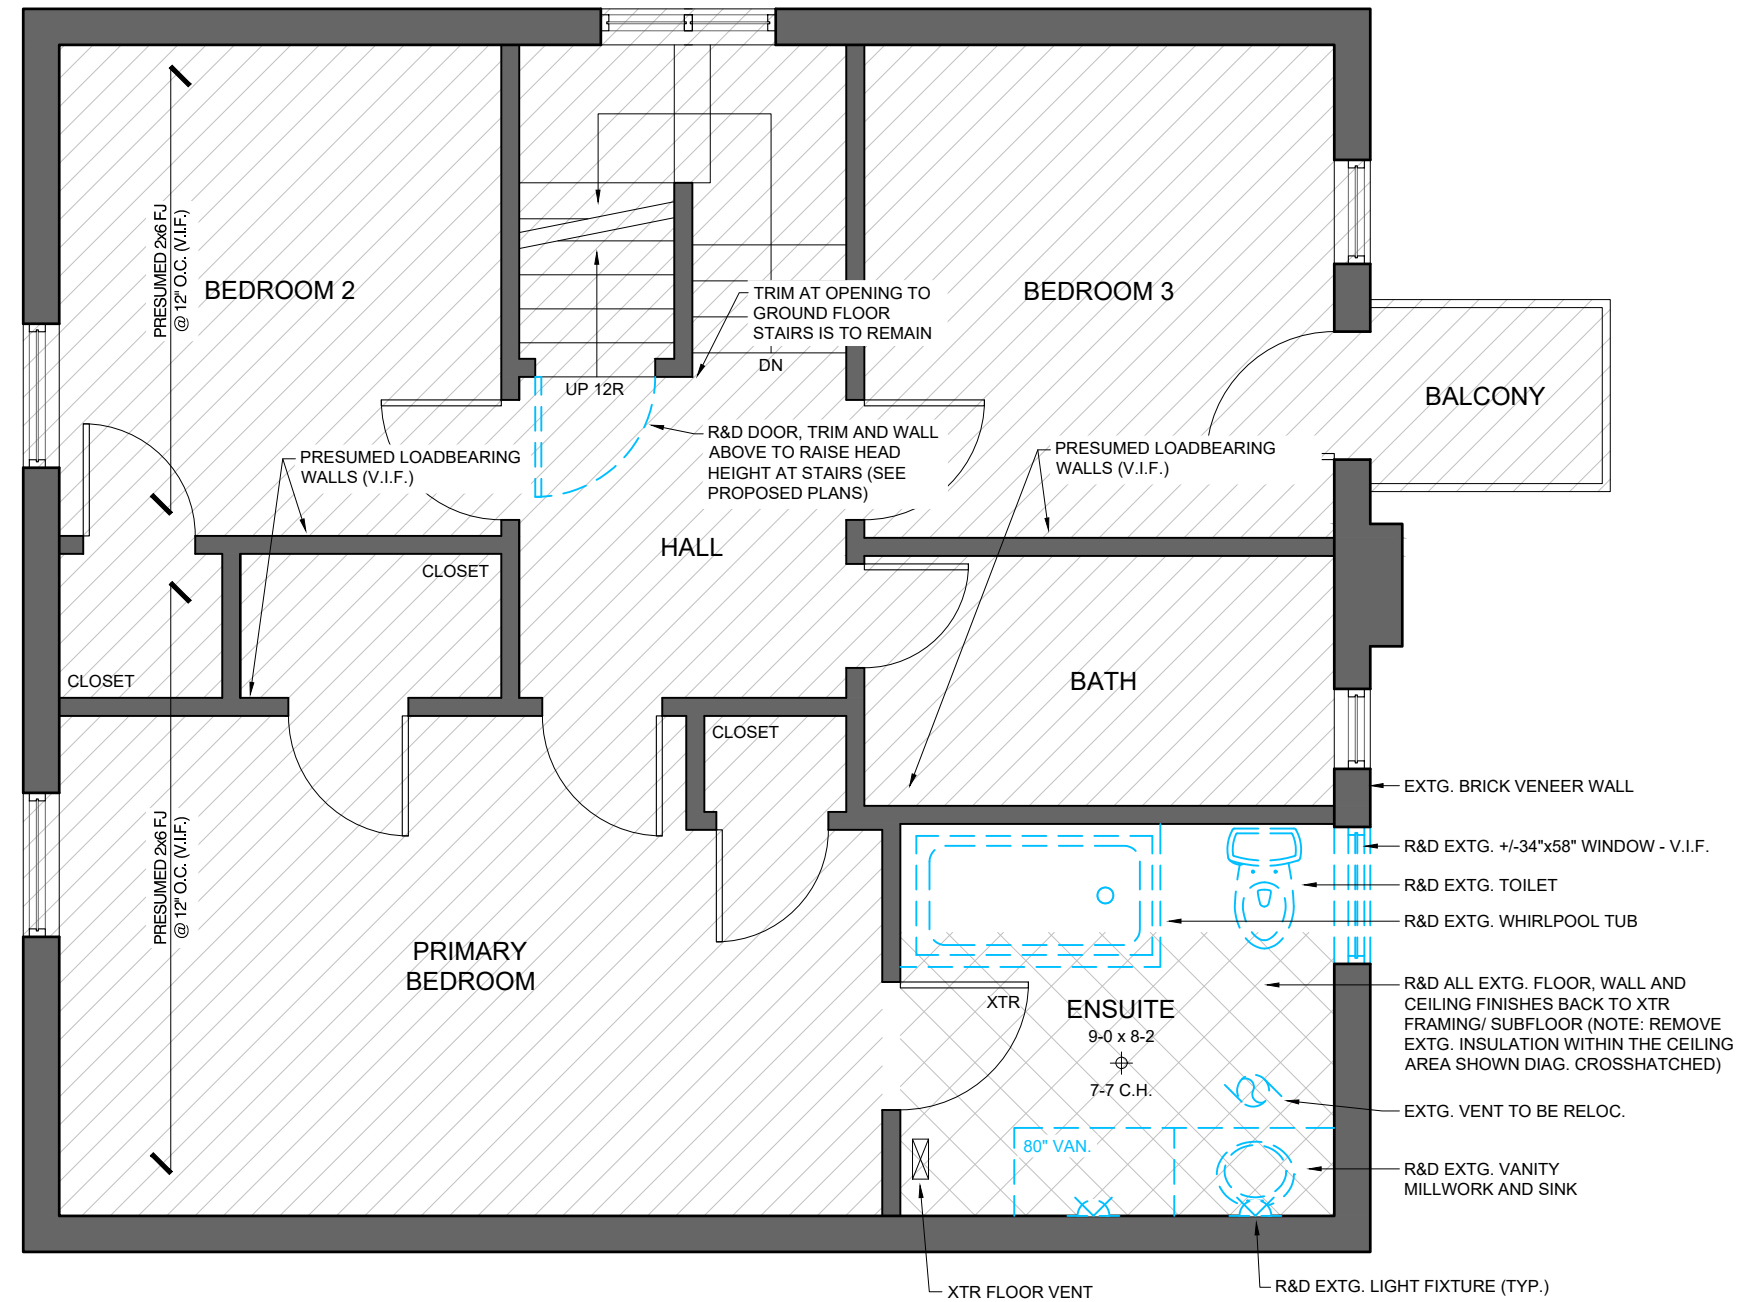 PRESUMED 2x6 FJ
@ 12" O.C. (V.I.F.)
BEDROOM 2
BEDROOM 3
TRIM AT OPENING TO
GROUND FLOOR
STAIRS IS TO REMAIN
DN
UP 12R
BALCONY
R&D DOOR, TRIM AND WALL
ABOVE TO RAISE HEAD
HEIGHT AT STAIRS (SEE
PROPOSED PLANS)
PRESUMED LOADBEARING
WALLS (V.I.F.)
PRESUMED LOADBEARING
WALLS (V.I.F.)
HALL
CLOSET
CLOSET
BATH
CLOSET
PRESUMED 2x6 FJ
@ 12" O.C. (V.I.F.)
PRIMARY
BEDROOM
EXTG. BRICK VENEER WALL
R&D EXTG. +/-34"x58" WINDOW - V.I.F.
R&D EXTG. TOILET
R&D EXTG. WHIRLPOOL TUB
XTR
ENSUITE
9-0 x 8-2
7-7 C.H.
R&D ALL EXTG. FLOOR, WALL AND
CEILING FINISHES BACK TO XTR
FRAMING/ SUBFLOOR (NOTE: REMOVE
EXTG. INSULATION WITHIN THE CEILING
AREA SHOWN DIAG. CROSSHATCHED)
EXTG. VENT TO BE RELOC.
80" VAN.
R&D EXTG. VANITY
MILLWORK AND SINK
XTR FLOOR VENT
R&D EXTG. LIGHT FIXTURE (TYP.)